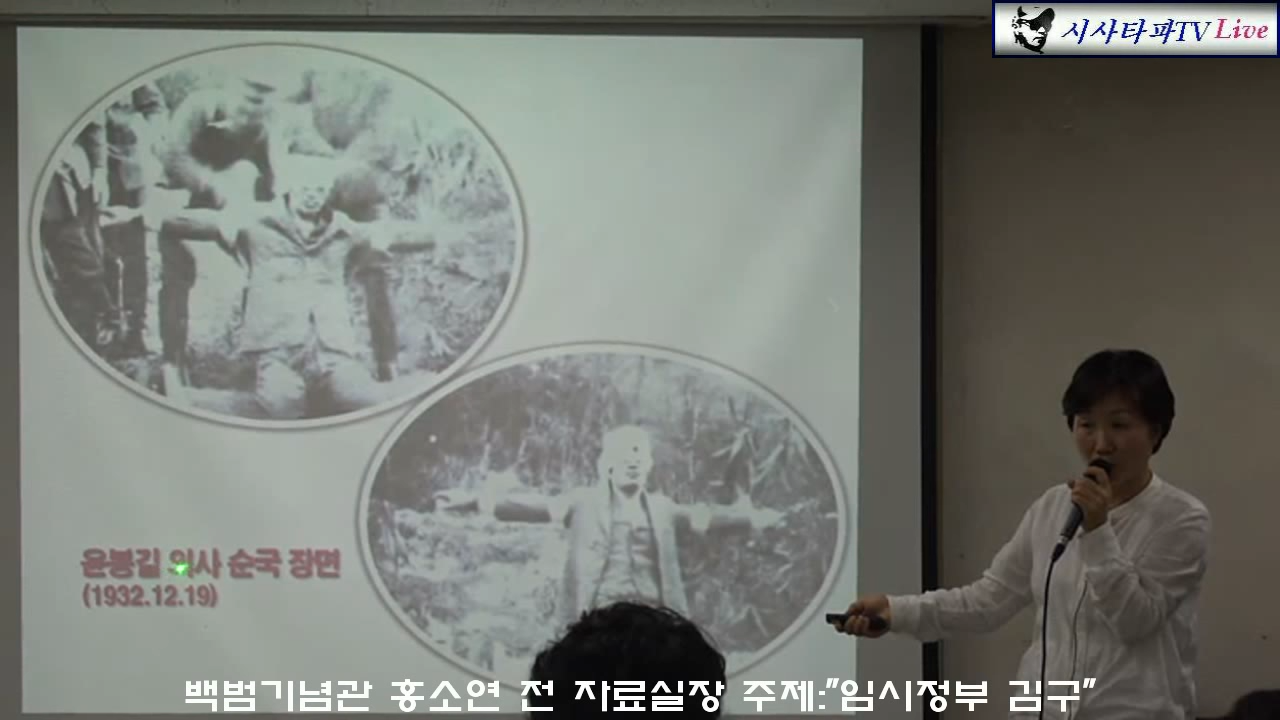 시사타파TV Live
윤봉길 의사 순국 장면
(1932.12.19)
백범기념관 홍소연 전 자료실장 주제:"임시정부 김구"